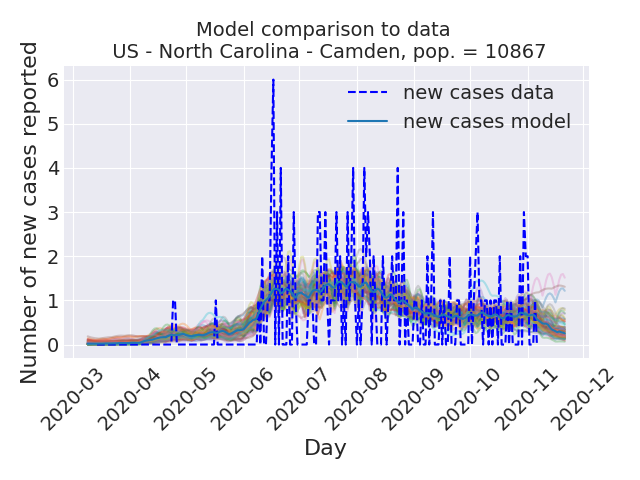 Model comparison to data
US - North Carolina - Camden, pop. = 10867
Number of new cases reported
6
5
4
3
2
1
0
new cases data
new cases model
2020-03
2020-04
2020-05
2020-06
2020-07
2020-08
2020-09
2020-10
2020-11
2020-12
Day